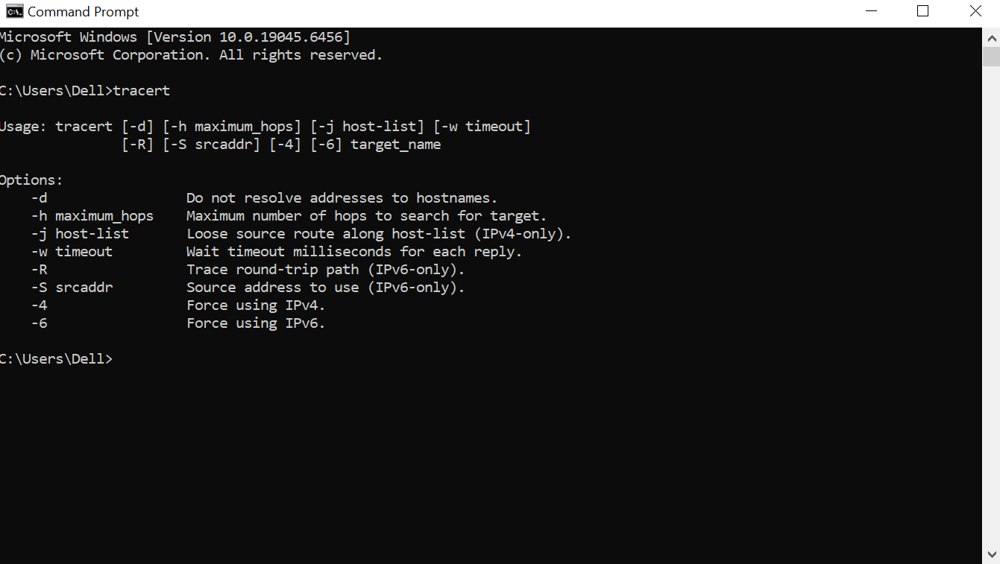 Command Prompt
Microsoft Windows [Version 10.0.19045.6456]
(c) Microsoft Corporation. All rights reserved.
C:\Users\Dell>tracert
Usage: tracert [-d] [-h maximum_hops] [-j host-list] [-w timeout]
               [-R] [-S srcaddr] [-4] [-6] target_name
Options:
    -d                 Do not resolve addresses to hostnames.
    -h maximum_hops    Maximum number of hops to search for target.
    -j host-list       Loose source route along host-list (IPv4-only).
    -w timeout         Wait timeout milliseconds for each reply.
    -R                 Trace round-trip path (IPv6-only).
    -S srcaddr         Source address to use (IPv6-only).
    -4                 Force using IPv4.
    -6                 Force using IPv6.
C:\Users\Dell>